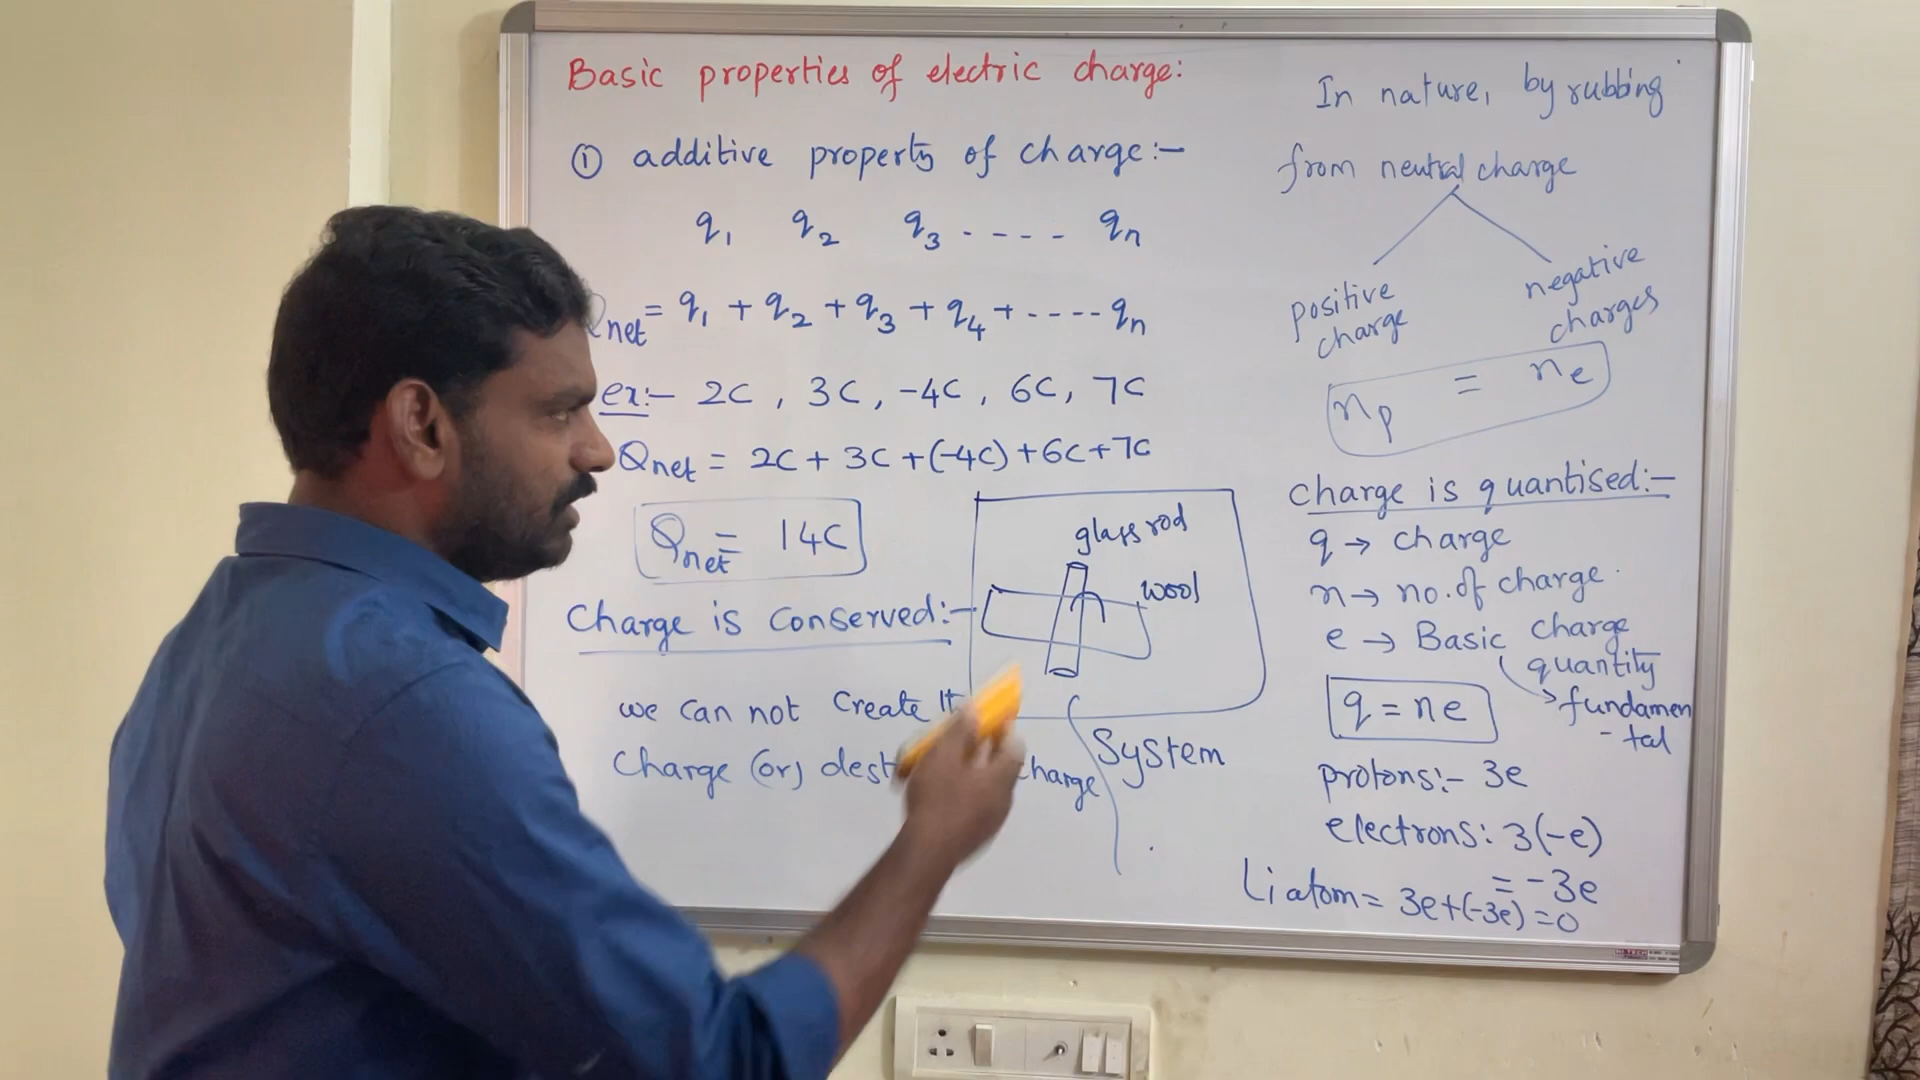 Basic properties of electric charge:
① additive property of charge:-
q₁ q₂ q₃ ---- qₙ
Qnet = q₁ + q₂ + q₃ + q₄ + ---- qₙ
ex:- 2C, 3C, -4C, 6C, 7C
Qnet = 2C + 3C + (-4C) + 6C + 7C
Qnet = 14C
Charge is Conserved:-
we can not create
Charge (or) charge
glass rod
wool
System
In nature, by rubbing
from neutral charge
positive
charge
negative
charges
nₚ = nₑ
charge is quantised:-
q → charge
n → no. of charge.
e → Basic charge
quantity
→ fundamen
- tal
q = ne
protons:- 3e
electrons: 3(-e)
= -3e
Li atom = 3e+(-3e) = 0